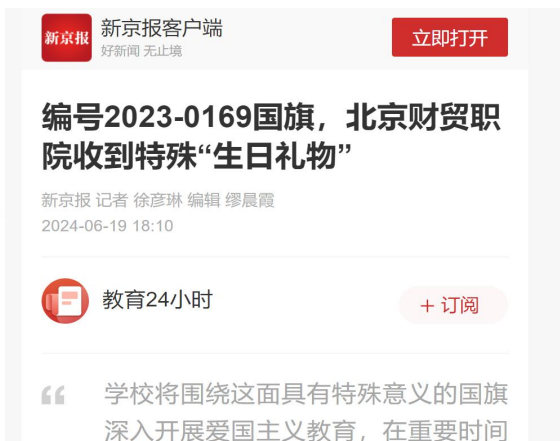 新京报
新京报客户端
好新闻 无止境
立即打开
编号2023-0169国旗，北京财贸职
院收到特殊“生日礼物”
新京报 记者 徐彦琳 编辑 缪晨霞
2024-06-19 18:10
教育24小时
+ 订阅
学校将围绕这面具有特殊意义的国旗
深入开展爱国主义教育，在重要时间